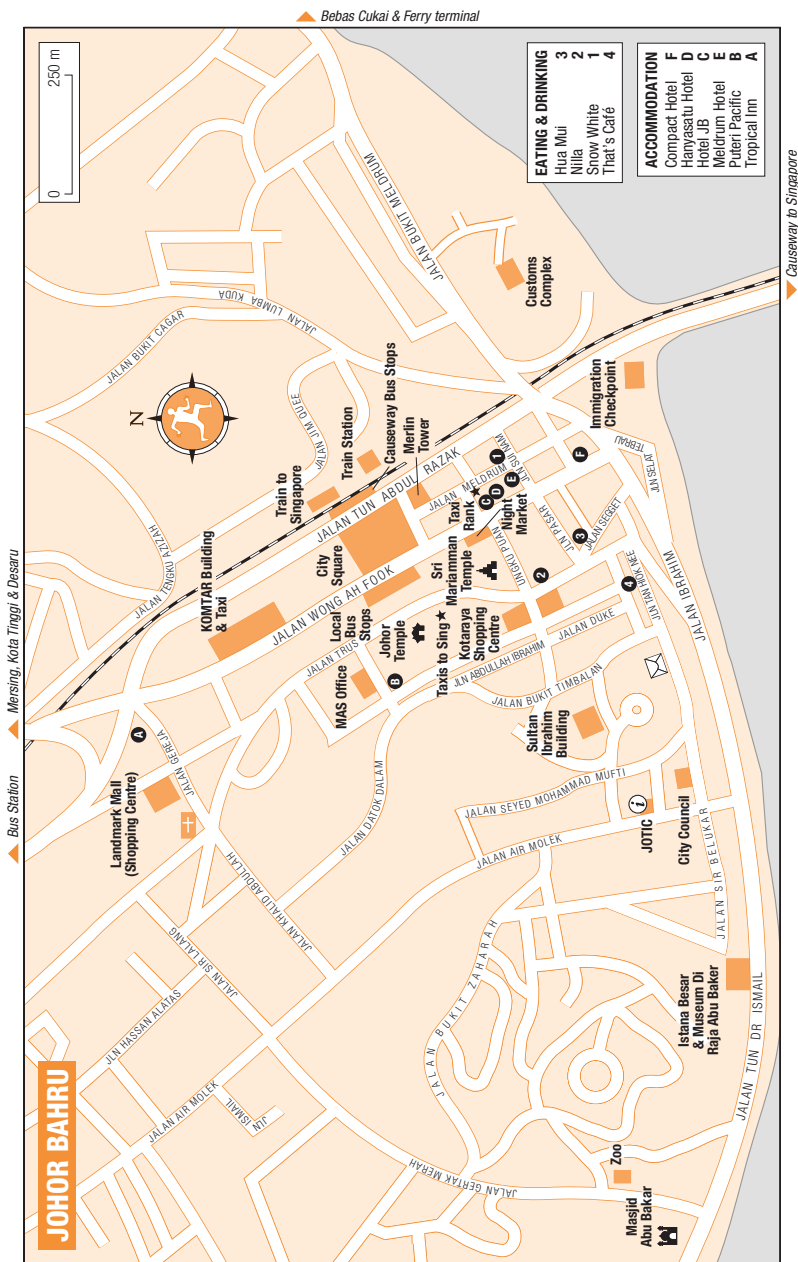 JOHOR BAHRU
Bus Station
Mersing, Kota Tinggi & Desaru
Bebas Cukai & Ferry terminal
Causeway to Singapore
0
250 m
N
EATING & DRINKING
Hua Mui 3
Nilla 2
Snow White 1
That's Café 4
ACCOMMODATION
Compact Hotel F
Hanyasatu Hotel D
Hotel JB C
Meldrum Hotel E
Puteri Pacific B
Tropical Inn A
JALAN BUKIT CAGAR
JALAN LUMBA KUDA
JALAN BUKIT MELDRUM
JALAN JIM QUEE
JALAN TENGKU AZIZAH
Customs
Complex
Train Station
Causeway Bus Stops
Merlin
Tower
Train to
Singapore
JALAN TUN ABDUL RAZAK
City
Square
KOMTAR Building
& Taxi
JALAN WONG AH FOOK
Local
Bus
Stops
JALAN MELDRUM
JLN SUI NAM
Taxi
Rank
Night
Market
C
D
E
1
F
Immigration
Checkpoint
TEBRAU
JLN SELAT
JLN PASAR
3
JALAN SEGGET
UNGKU PUAN
Sri
Mariamman
Temple
2
4
JLN TAN HIOK NEE
JALAN IBRAHIM
JALAN TRUS
Johor
Temple
MAS Office
B
Taxis to Sing
Kotaraya
Shopping
Centre
JALAN DUKE
JLN ABDULLAH IBRAHIM
JALAN BUKIT TIMBALAN
Sultan
Ibrahim
Building
A
JALAN GEREJA
Landmark Mall
(Shopping Centre)
JALAN DATOK DALAM
JALAN KHALID ABDULLAH
JALAN SEYED MOHAMMAD MUFTI
JALAN AIR MOLEK
i
JOTIC
City Council
JALAN SIR BELUKAR
JALAN SIR LALANG
JLN HASSAN ALATAS
JALAN AIR MOLEK
JLN
ISMAIL
JALAN BUKIT ZAHARAH
Istana Besar
& Museum Di
Raja Abu Baker
JALAN TUN DR ISMAIL
JALAN GERTAK MERAH
Zoo
Masjid
Abu Bakar